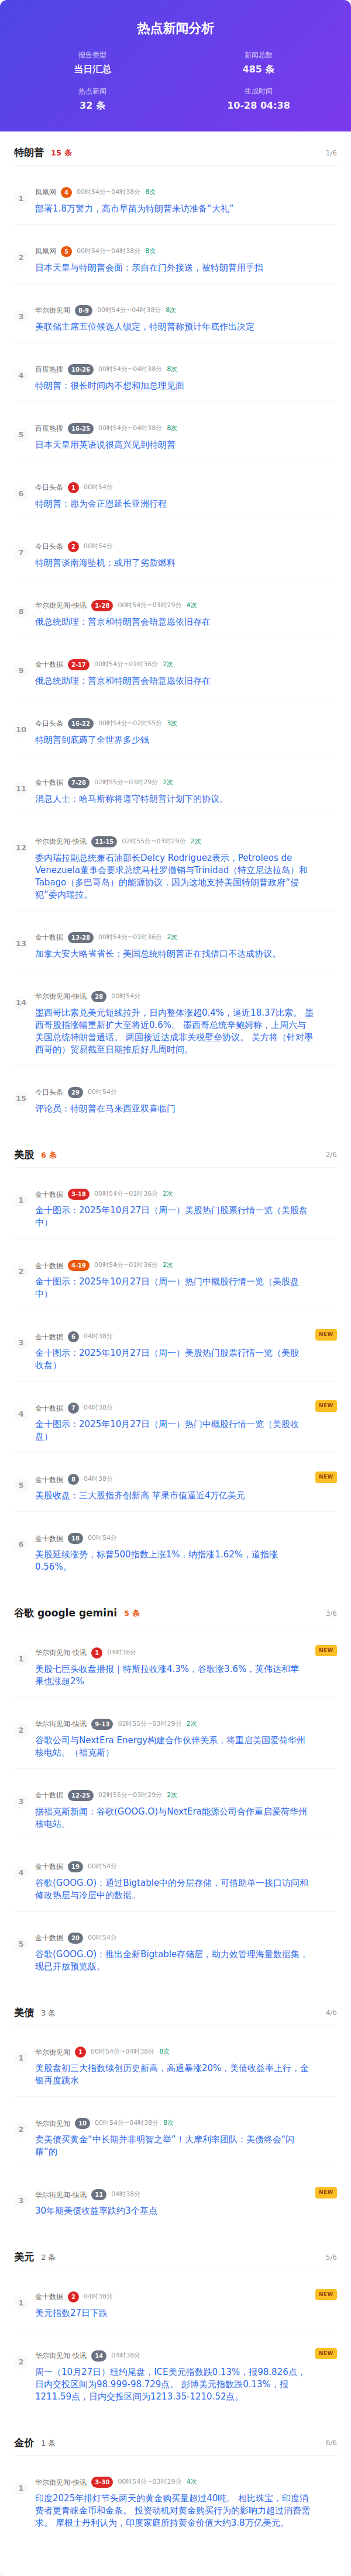 热点新闻分析
报告类型
新闻总数
当日汇总
485 条
热点新闻
生成时间
32 条
10-28 04:38
特朗普 15 条 1/6
1
凤凰网 4 00时54分~04时38分 8次
部署1.8万警力，高市早苗为特朗普来访准备“大礼”
2
凤凰网 5 00时54分~04时38分 8次
日本天皇与特朗普会面：亲自在门外接送，被特朗普用手指
3
华尔街见闻 8-9 00时54分~04时38分 8次
美联储主席五位候选人锁定，特朗普称预计年底作出决定
4
百度热搜 10-26 00时54分~04时38分 8次
特朗普：很长时间内不想和加总理见面
5
百度热搜 16-25 00时54分~04时38分 8次
日本天皇用英语说很高兴见到特朗普
6
今日头条 1 00时54分
特朗普：愿为金正恩延长亚洲行程
7
今日头条 2 00时54分
特朗普谈南海坠机：或用了劣质燃料
8
华尔街见闻-快讯 1-28 00时54分~03时29分 4次
俄总统助理：普京和特朗普会晤意愿依旧存在
9
金十数据 2-17 00时54分~01时36分 2次
俄总统助理：普京和特朗普会晤意愿依旧存在
10
今日头条 16-22 00时54分~02时55分 3次
特朗普到底薅了全世界多少钱
11
金十数据 7-20 02时55分~03时29分 2次
消息人士：哈马斯称将遵守特朗普计划下的协议。
12
华尔街见闻-快讯 11-15 02时55分~03时29分 2次
委内瑞拉副总统兼石油部长Delcy Rodriguez表示，Petroleos de
Venezuela董事会要求总统马杜罗撤销与Trinidad（特立尼达拉岛）和
Tabago（多巴哥岛）的能源协议，因为这地支持美国特朗普政府“侵
犯”委内瑞拉。
13
金十数据 13-28 00时54分~01时36分 2次
加拿大安大略省省长：美国总统特朗普正在找借口不达成协议。
14
华尔街见闻-快讯 28 00时54分
墨西哥比索兑美元短线拉升，日内整体涨超0.4%，逼近18.37比索。 墨
西哥股指涨幅重新扩大至将近0.6%。 墨西哥总统辛鲍姆称，上周六与
美国总统特朗普通话。 两国接近达成非关税壁垒协议。 美方将（针对墨
西哥的）贸易截至日期推后好几周时间。
15
今日头条 29 00时54分
评论员：特朗普在马来西亚双喜临门
美股 6 条 2/6
1
金十数据 3-18 00时54分~01时36分 2次
金十图示：2025年10月27日（周一）美股热门股票行情一览（美股盘
中）
2
金十数据 4-19 00时54分~01时36分 2次
金十图示：2025年10月27日（周一）热门中概股行情一览（美股盘
中）
3
金十数据 6 04时38分 NEW
金十图示：2025年10月27日（周一）美股热门股票行情一览（美股
收盘）
4
金十数据 7 04时38分 NEW
金十图示：2025年10月27日（周一）热门中概股行情一览（美股收
盘）
5
金十数据 8 04时38分 NEW
美股收盘：三大股指齐创新高 苹果市值逼近4万亿美元
6
金十数据 18 00时54分
美股延续涨势，标普500指数上涨1%，纳指涨1.62%，道指涨
0.56%。
谷歌 google gemini 5 条 3/6
1
华尔街见闻-快讯 1 04时38分 NEW
美股七巨头收盘播报｜特斯拉收涨4.3%，谷歌涨3.6%，英伟达和苹
果也涨超2%
2
华尔街见闻-快讯 9-13 02时55分~03时29分 2次
谷歌公司与NextEra Energy构建合作伙伴关系，将重启美国爱荷华州
核电站。（福克斯）
3
金十数据 12-25 02时55分~03时29分 2次
据福克斯新闻：谷歌(GOOG.O)与NextEra能源公司合作重启爱荷华州
核电站。
4
金十数据 19 00时54分
谷歌(GOOG.O)：通过Bigtable中的分层存储，可借助单一接口访问和
修改热层与冷层中的数据。
5
金十数据 20 00时54分
谷歌(GOOG.O)：推出全新Bigtable存储层，助力效管理海量数据集，
现已开放预览版。
美债 3 条 4/6
1
华尔街见闻 1 00时54分~04时38分 8次
美股盘初三大指数续创历史新高，高通暴涨20%，美债收益率上行，金
银再度跳水
2
华尔街见闻 10 00时54分~04时38分 8次
卖美债买黄金“中长期并非明智之举”！大摩利率团队：美债终会“闪
耀”的
3
华尔街见闻-快讯 11 04时38分 NEW
30年期美债收益率跌约3个基点
美元 2 条 5/6
1
金十数据 2 04时38分 NEW
美元指数27日下跌
2
华尔街见闻-快讯 14 04时38分 NEW
周一（10月27日）纽约尾盘，ICE美元指数跌0.13%，报98.826点，
日内交投区间为98.999-98.729点。 彭博美元指数跌0.13%，报
1211.59点，日内交投区间为1213.35-1210.52点。
金价 1 条 6/6
1
华尔街见闻-快讯 3-30 00时54分~03时29分 4次
印度2025年排灯节头两天的黄金购买量超过40吨。 相比珠宝，印度消
费者更青睐金币和金条。 投资动机对黄金购买行为的影响力超过消费需
求。 摩根士丹利认为，印度家庭所持黄金价值大约3.8万亿美元。